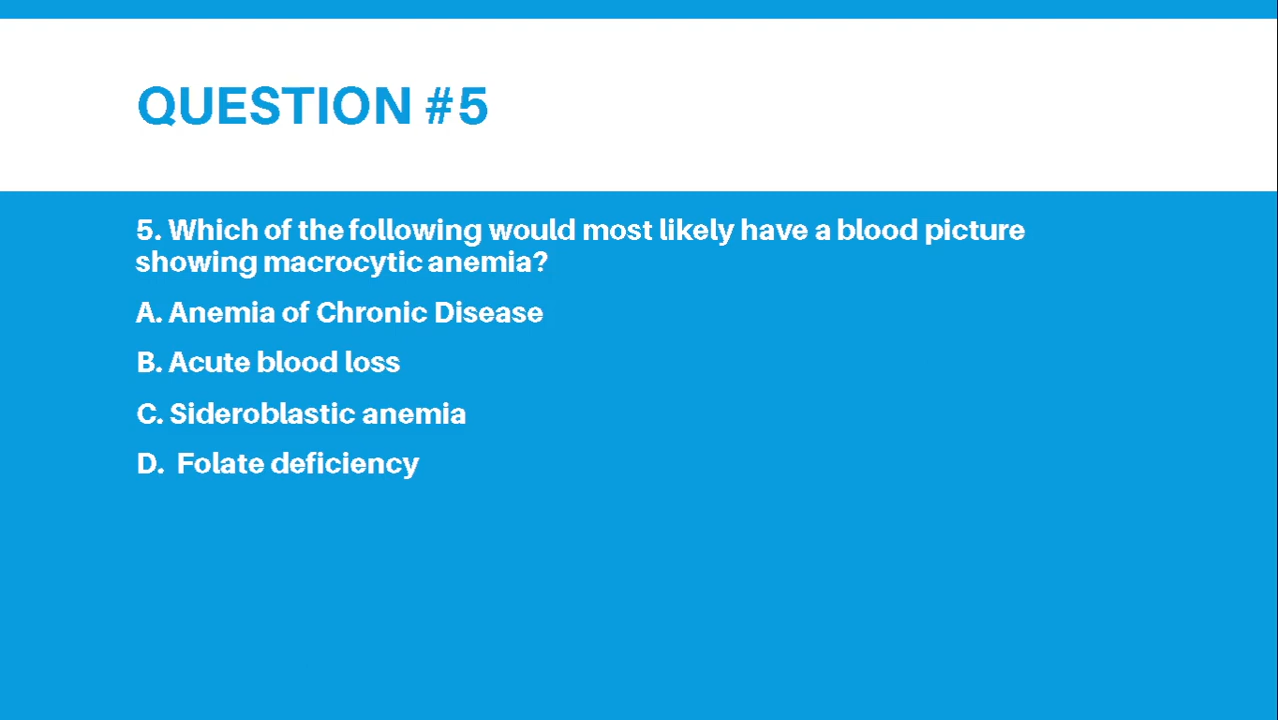 QUESTION #5
5. Which of the following would most likely have a blood picture
showing macrocytic anemia?
A. Anemia of Chronic Disease
B. Acute blood loss
C. Sideroblastic anemia
D. Folate deficiency